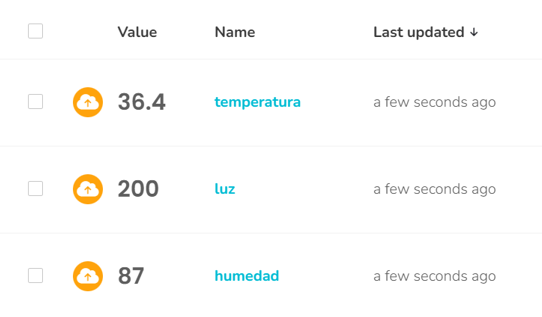 Value Name Last updated ↓
36.4 temperatura a few seconds ago
200 luz a few seconds ago
87 humedad a few seconds ago